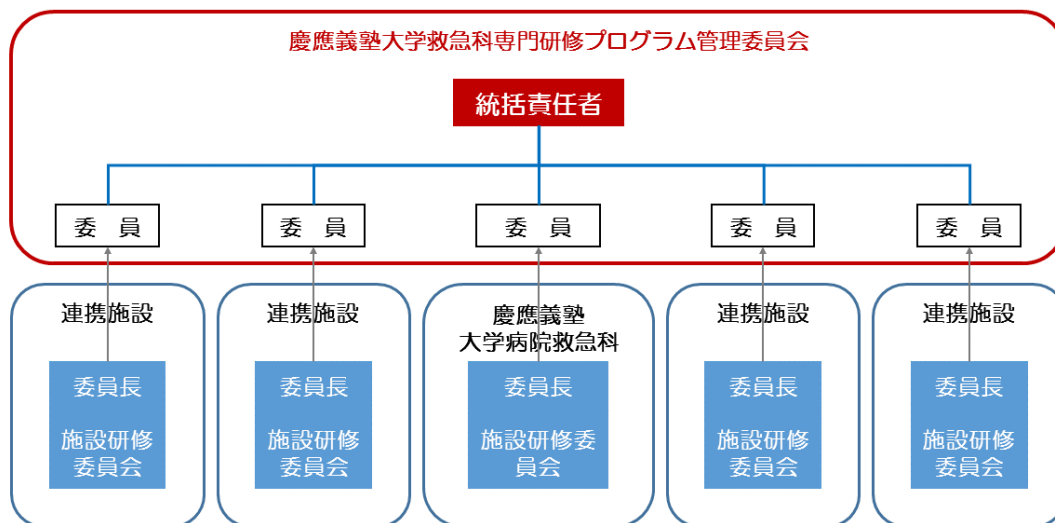 慶應義塾大学救急科専門研修プログラム管理委員会
統括責任者
委　員
委　員
委　員
委　員
委　員
連携施設
委員長
施設研修
委員会
連携施設
委員長
施設研修
委員会
慶應義塾
大学病院救急科
委員長
施設研修委
員会
連携施設
委員長
施設研修
委員会
連携施設
委員長
施設研修
委員会